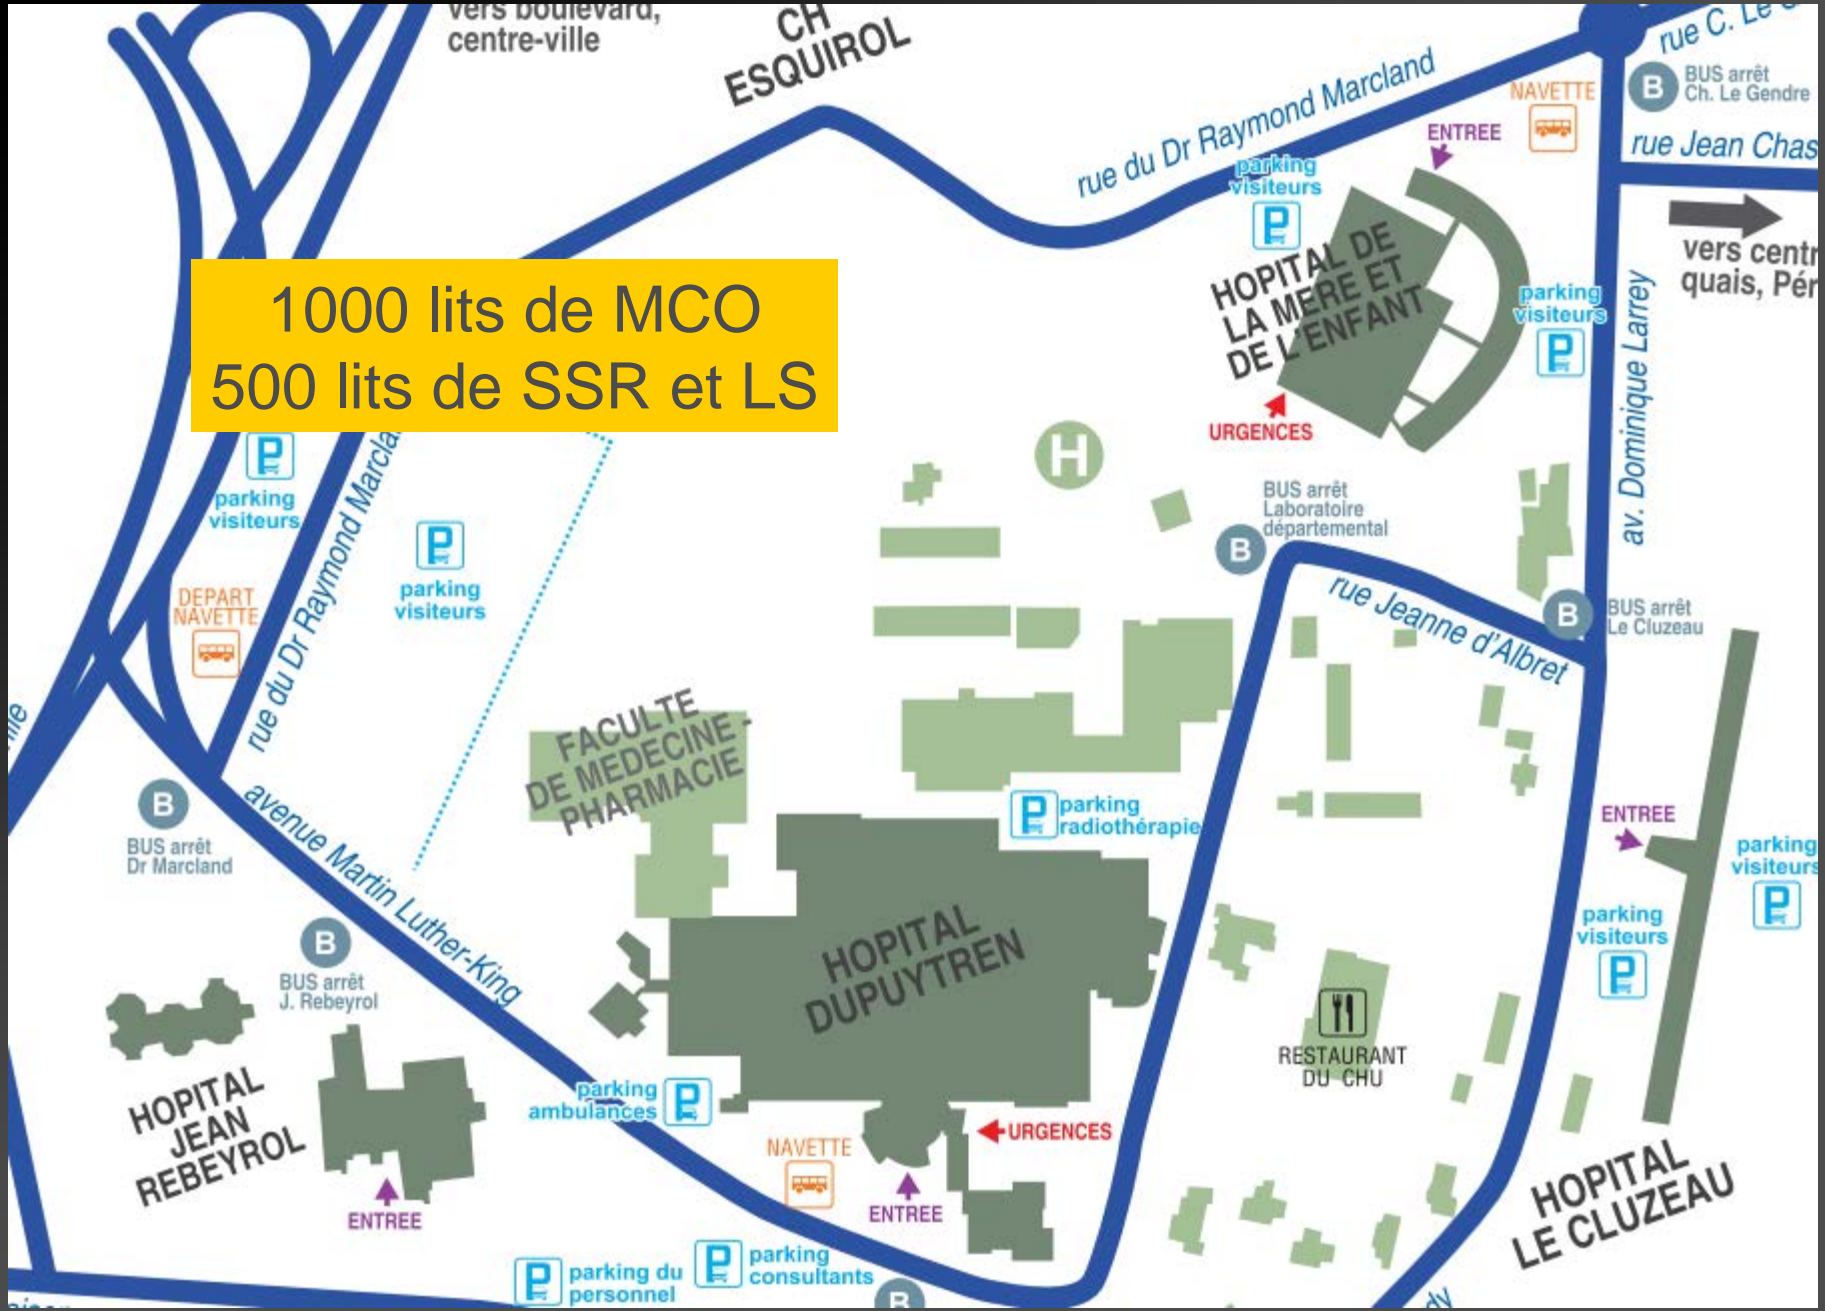 vers boulevard,
centre-ville
CH
ESQUIROL
rue du Dr Raymond Marcland
NAVETTE
ENTREE
rue C. Le
B
BUS arrêt
Ch. Le Gendre
rue Jean Chas
vers centr
quais, Pér
parking
visiteurs
P
HOPITAL DE
LA MERE ET
DE L'ENFANT
URGENCES
parking
visiteurs
P
av. Dominique Larrey
1000 lits de MCO
500 lits de SSR et LS
P
parking
visiteurs
P
parking
visiteurs
rue du Dr Raymond Marcla
DEPART
NAVETTE
H
BUS arrêt
Laboratoire
départemental
B
rue Jeanne d'Albret
B
BUS arrêt
Le Cluzeau
FACULTE
DE MEDECINE -
PHARMACIE
P
parking
radiothérapie
B
BUS arrêt
Dr Marcland
avenue Martin Luther-King
B
BUS arrêt
J. Rebeyrol
HOPITAL
DUPUYTREN
ENTREE
parking
visiteurs
P
parking
visiteurs
P
RESTAURANT
DU CHU
HOPITAL
JEAN
REBEYROL
ENTREE
parking
ambulances
P
NAVETTE
URGENCES
ENTREE
HOPITAL
LE CLUZEAU
P
parking du
personnel
P
parking
consultants
B